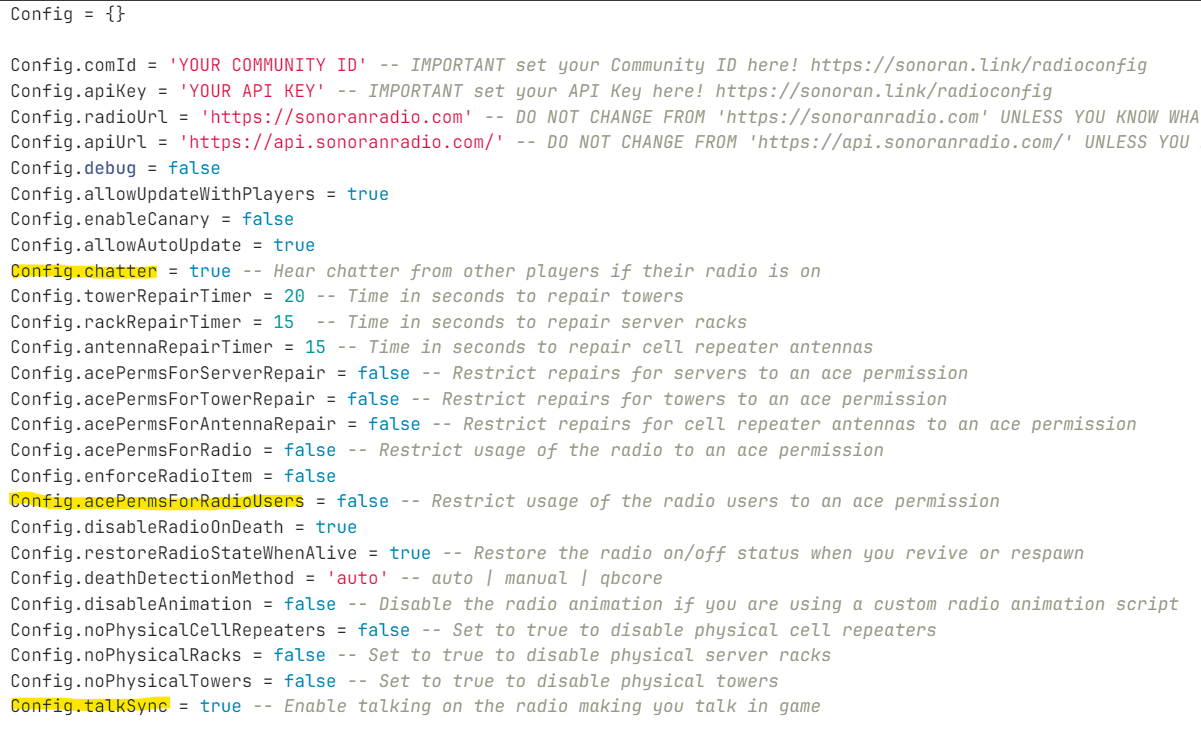 Config = {}
Config.comId = 'YOUR COMMUNITY ID' -- IMPORTANT set your Community ID here! https://sonoran.link/radioconfig
Config.apiKey = 'YOUR API KEY' -- IMPORTANT set your API Key here! https://sonoran.link/radioconfig
Config.radioUrl = 'https://sonoranradio.com' -- DO NOT CHANGE FROM 'https://sonoranradio.com' UNLESS YOU KNOW WHA
Config.apiUrl = 'https://api.sonoranradio.com/' -- DO NOT CHANGE FROM 'https://api.sonoranradio.com/' UNLESS YOU
Config.debug = false
Config.allowUpdateWithPlayers = true
Config.enableCanary = false
Config.allowAutoUpdate = true
Config.chatter = true -- Hear chatter from other players if their radio is on
Config.towerRepairTimer = 20 -- Time in seconds to repair towers
Config.rackRepairTimer = 15  -- Time in seconds to repair server racks
Config.antennaRepairTimer = 15 -- Time in seconds to repair cell repeater antennas
Config.acePermsForServerRepair = false -- Restrict repairs for servers to an ace permission
Config.acePermsForTowerRepair = false -- Restrict repairs for towers to an ace permission
Config.acePermsForAntennaRepair = false -- Restrict repairs for cell repeater antennas to an ace permission
Config.acePermsForRadio = false -- Restrict usage of the radio to an ace permission
Config.enforceRadioItem = false
Config.acePermsForRadioUsers = false -- Restrict usage of the radio users to an ace permission
Config.disableRadioOnDeath = true
Config.restoreRadioStateWhenAlive = true -- Restore the radio on/off status when you revive or respawn
Config.deathDetectionMethod = 'auto' -- auto | manual | qbcore
Config.disableAnimation = false -- Disable the radio animation if you are using a custom radio animation script
Config.noPhysicalCellRepeaters = false -- Set to true to disable physical cell repeaters
Config.noPhysicalRacks = false -- Set to true to disable physical server racks
Config.noPhysicalTowers = false -- Set to true to disable physical towers
Config.talkSync = true -- Enable talking on the radio making you talk in game